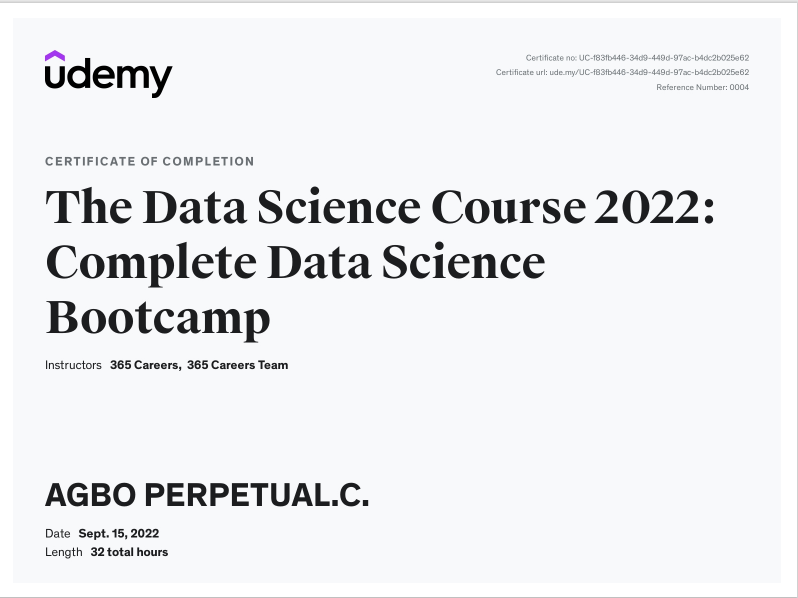 udemy
Certificate no: UC-f83fb446-34d9-449d-97ac-b4dc2b025e62
Certificate url: ude.my/UC-f83fb446-34d9-449d-97ac-b4dc2b025e62
Reference Number: 0004
CERTIFICATE OF COMPLETION
The Data Science Course 2022:
Complete Data Science
Bootcamp
Instructors 365 Careers, 365 Careers Team
AGBO PERPETUAL.C.
Date Sept. 15, 2022
Length 32 total hours